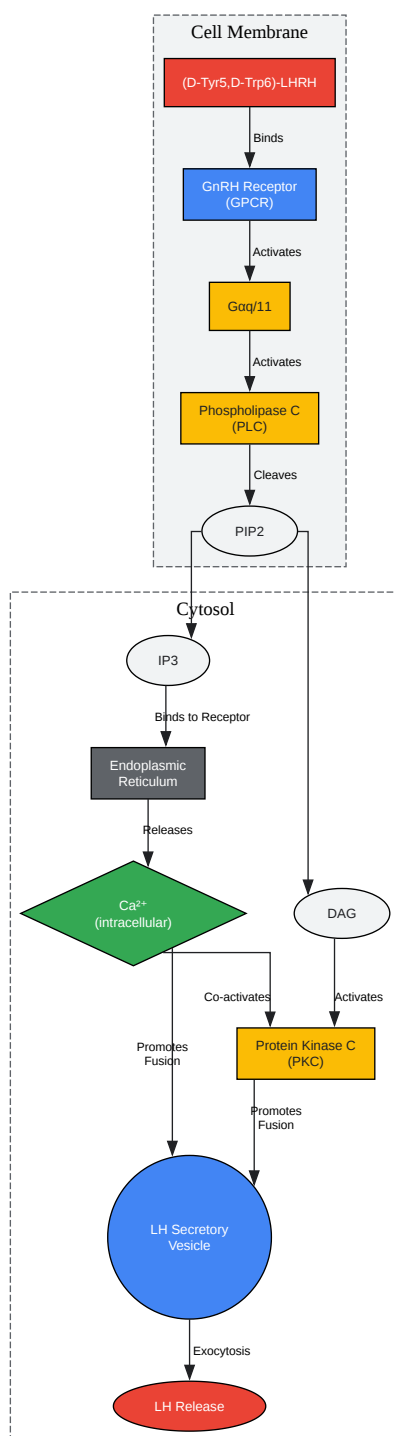 Cell Membrane
(D-Tyr5,D-Trp6)-LHRH
Binds
GnRH Receptor
(GPCR)
Activates
Gαq/11
Activates
Phospholipase C
(PLC)
Cleaves
PIP2
Cytosol
IP3
Binds to Receptor
Endoplasmic
Reticulum
Releases
Ca²⁺
(intracellular)
DAG
Co-activates
Activates
Protein Kinase C
(PKC)
Promotes
Fusion
Promotes
Fusion
LH Secretory
Vesicle
Exocytosis
LH Release